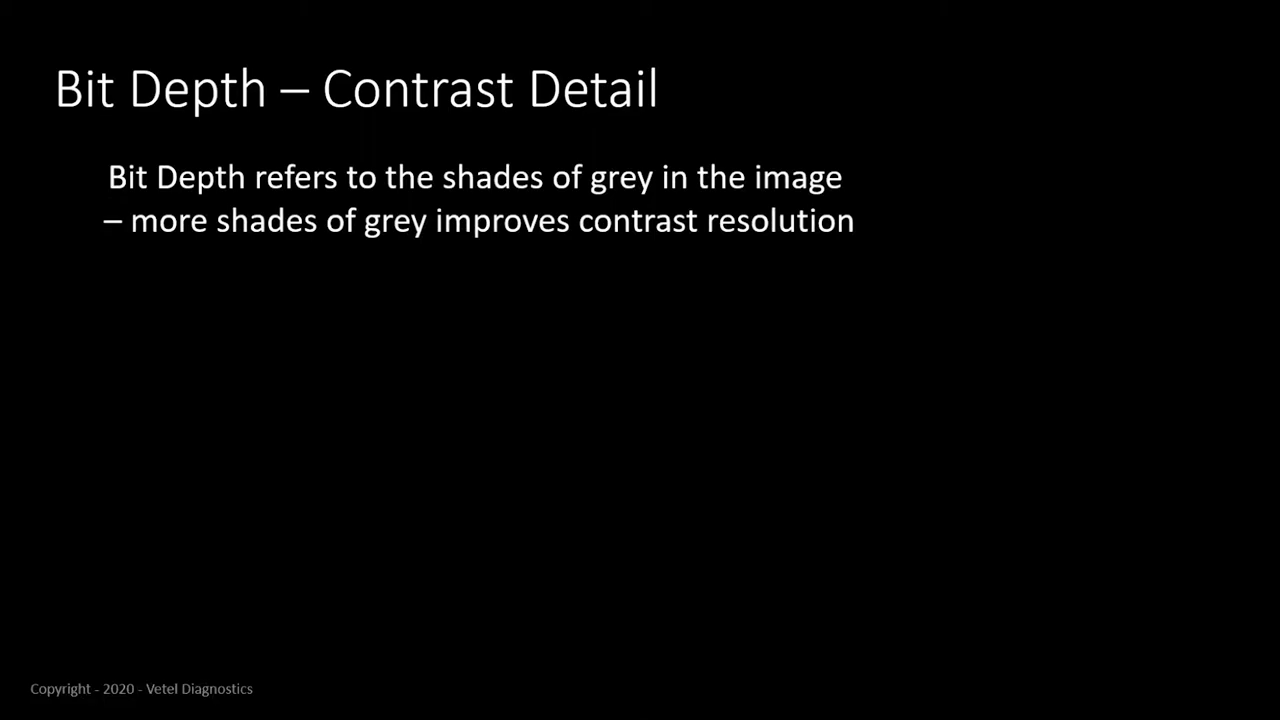 Bit Depth – Contrast Detail
Bit Depth refers to the shades of grey in the image
– more shades of grey improves contrast resolution
Copyright - 2020 - Vetel Diagnostics